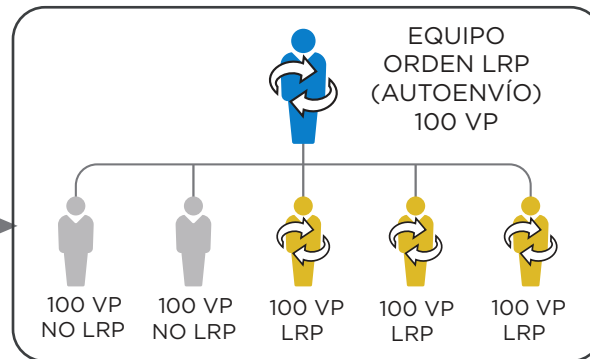 EQUIPO
ORDEN LRP
(AUTOENVÍO)
100 VP
100 VP
NO LRP
100 VP
NO LRP
100 VP
LRP
100 VP
LRP
100 VP
LRP